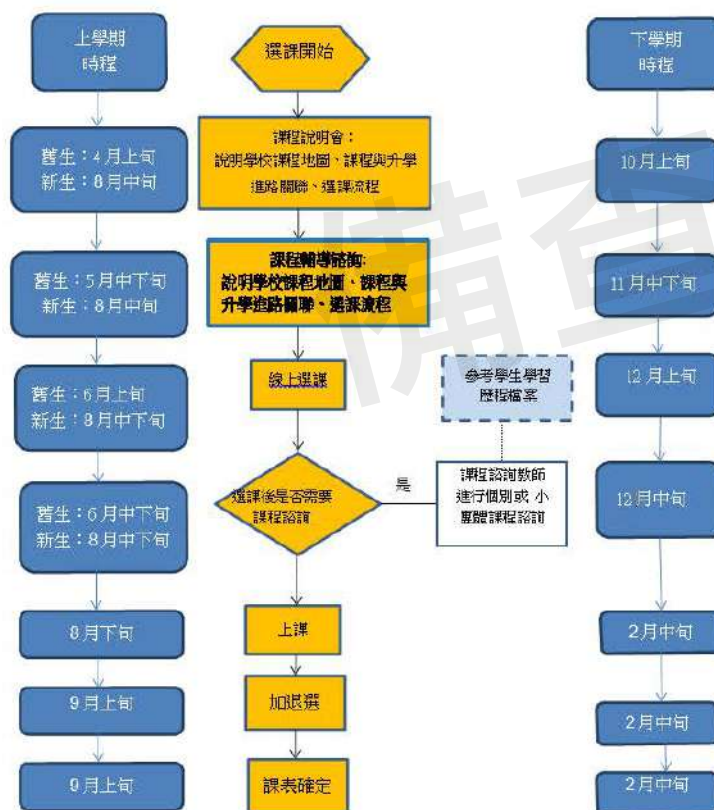 上學期
時程
舊生：4月上旬
新生：8月中旬
舊生：5月中下旬
新生：8月中旬
舊生：6月上旬
新生：8月中下旬
舊生：6月中下旬
新生：8月中下旬
8月下旬
9月上旬
9月上旬
選課開始
課程說明會：
說明學校課程地圖、課程與升學
進路關聯、選課流程
課程輔導諮詢:
說明學校課程地圖、課程與
升學進路關聯、選課流程
線上選課
選課後是否需要
課程諮詢
是
參考學生學習
歷程檔案
課程諮詢教師
進行個別或 小
團體課程諮詢
上課
加退選
課表確定
下學期
時程
10月上旬
11月中下旬
12月上旬
12月中旬
2月中旬
2月中旬
2月中旬
備查